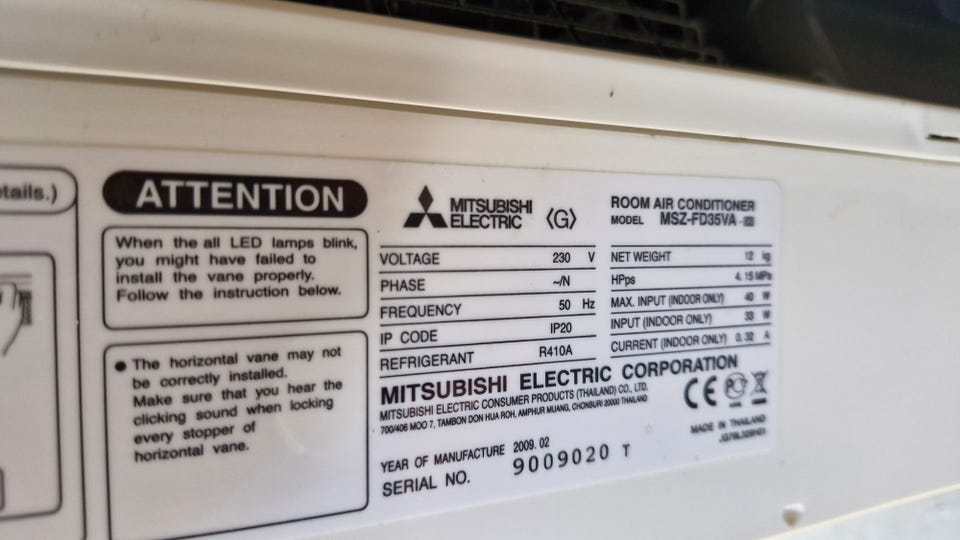 tails.)
ATTENTION
When the all LED lamps blink,
you might have failed to
install the vane properly.
Follow the instruction below.
● The horizontal vane may not
be correctly installed.
Make sure that you hear the
clicking sound when locking
every stopper of
horizontal vane.
MITSUBISHI
ELECTRIC
⟨G⟩
ROOM AIR CONDITIONER
MODEL MSZ-FD35VA
VOLTAGE 230 V
PHASE ~/N
FREQUENCY 50 Hz
IP CODE IP20
REFRIGERANT R410A
NET WEIGHT 12 kg
HPps 4.15 MPa
MAX. INPUT (INDOOR ONLY) 40 W
INPUT (INDOOR ONLY) 33 W
CURRENT (INDOOR ONLY) 0.32 A
MITSUBISHI ELECTRIC CORPORATION
MITSUBISHI ELECTRIC CONSUMER PRODUCTS (THAILAND) CO., LTD.
700/406 MOO 7, TAMBON DON HUA ROH, AMPHUR MUANG, CHONBURI 20000 THAILAND
CE
YEAR OF MANUFACTURE 2009. 02
SERIAL NO. 9009020 T
MADE IN THAILAND